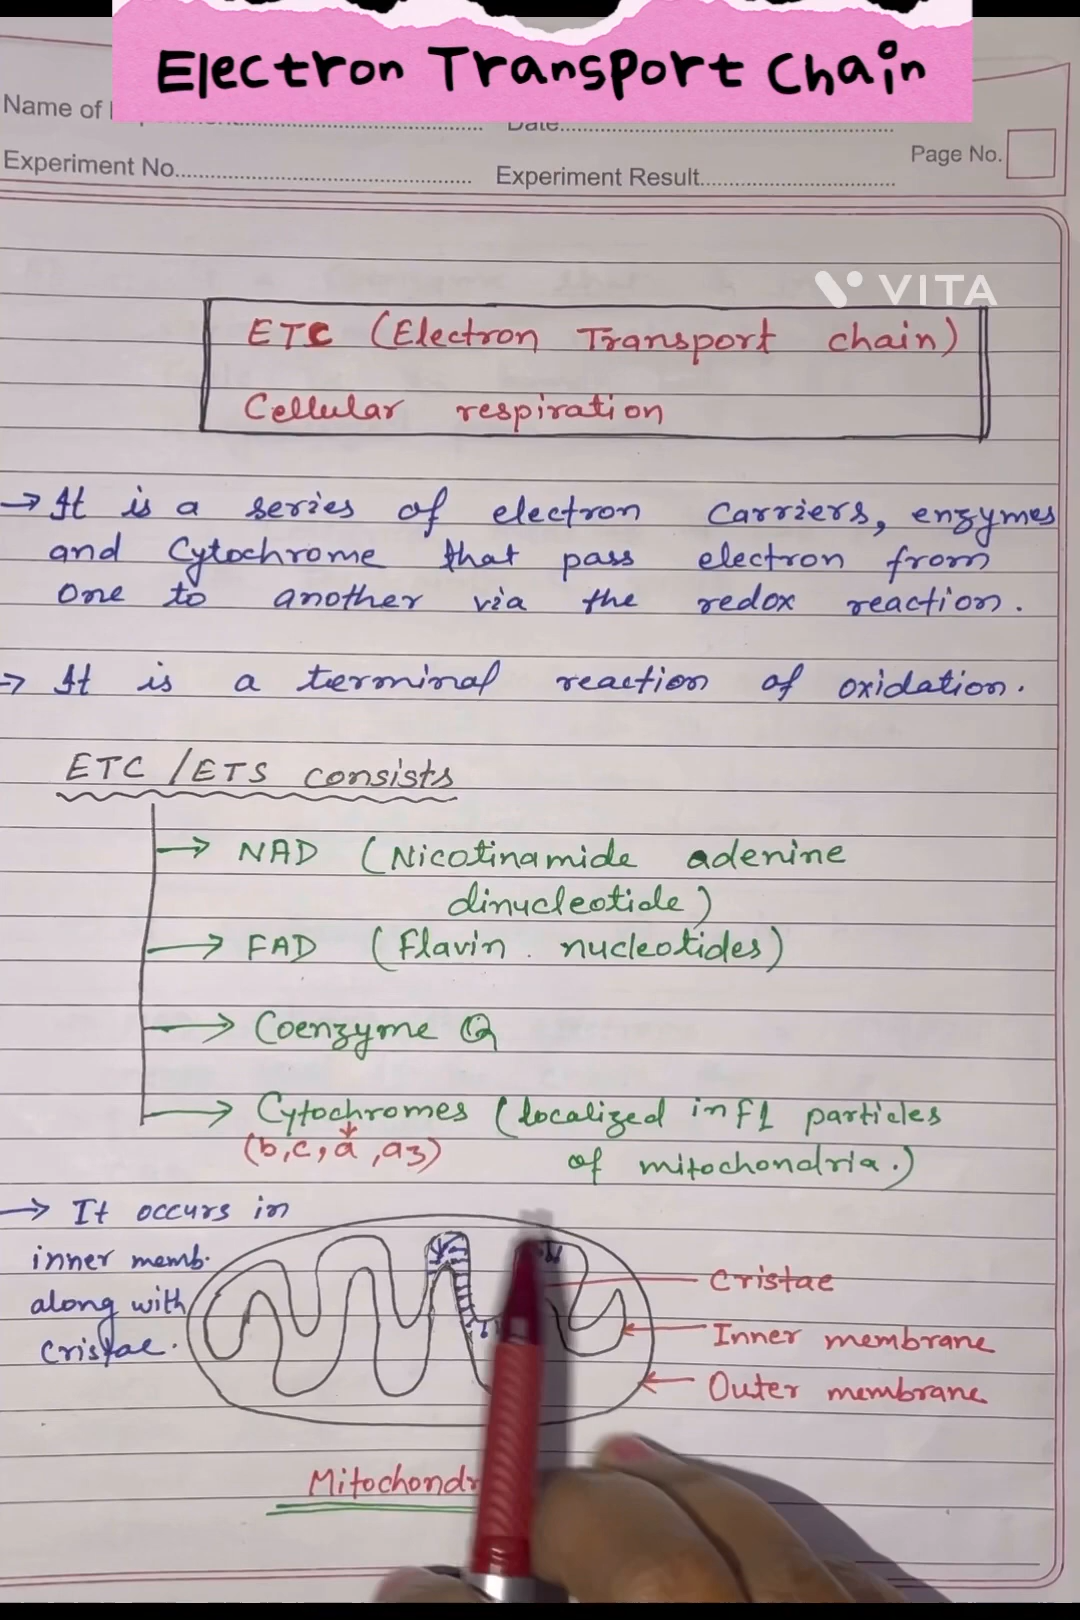 Electron Transport Chain
Name of
Date
Experiment No.
Experiment Result
Page No.
VITA
ETC (Electron Transport chain)
Cellular respiration
→ It is a series of electron carriers, enzymes
and Cytochrome that pass electron from
one to another via the redox reaction.
→ It is a terminal reaction of oxidation.
ETC /ETS consists
→ NAD (Nicotinamide adenine
dinucleotide)
→ FAD (Flavin nucleotides)
→ Coenzyme Q
→ Cytochromes (localized in F1 particles
(b, c, a, a3) of mitochondria.)
→ It occurs in
inner memb.
along with
cristae.
Cristae
Inner membrane
Outer membrane